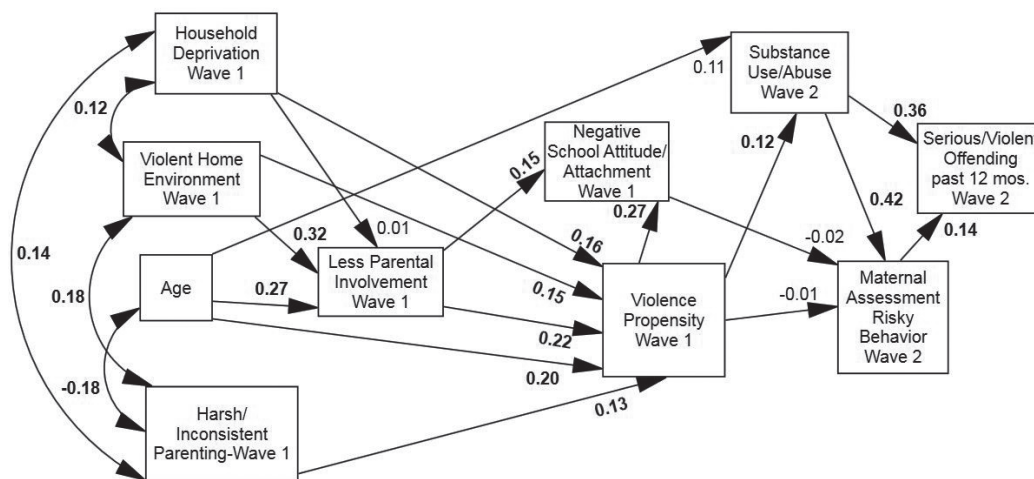 Household
Deprivation
Wave 1
0.12
Violent Home
Environment
Wave 1
0.14
0.18
Age
-0.18
Harsh/
Inconsistent
Parenting-Wave 1
0.32
0.01
0.27
Less Parental
Involvement
Wave 1
0.15
Negative
School Attitude/
Attachment
Wave 1
0.27
0.16
0.15
0.22
0.20
0.13
Violence
Propensity
Wave 1
0.11
Substance
Use/Abuse
Wave 2
0.12
0.36
0.42
-0.02
-0.01
Serious/Violent
Offending
past 12 mos.
Wave 2
0.14
Maternal
Assessment
Risky
Behavior
Wave 2